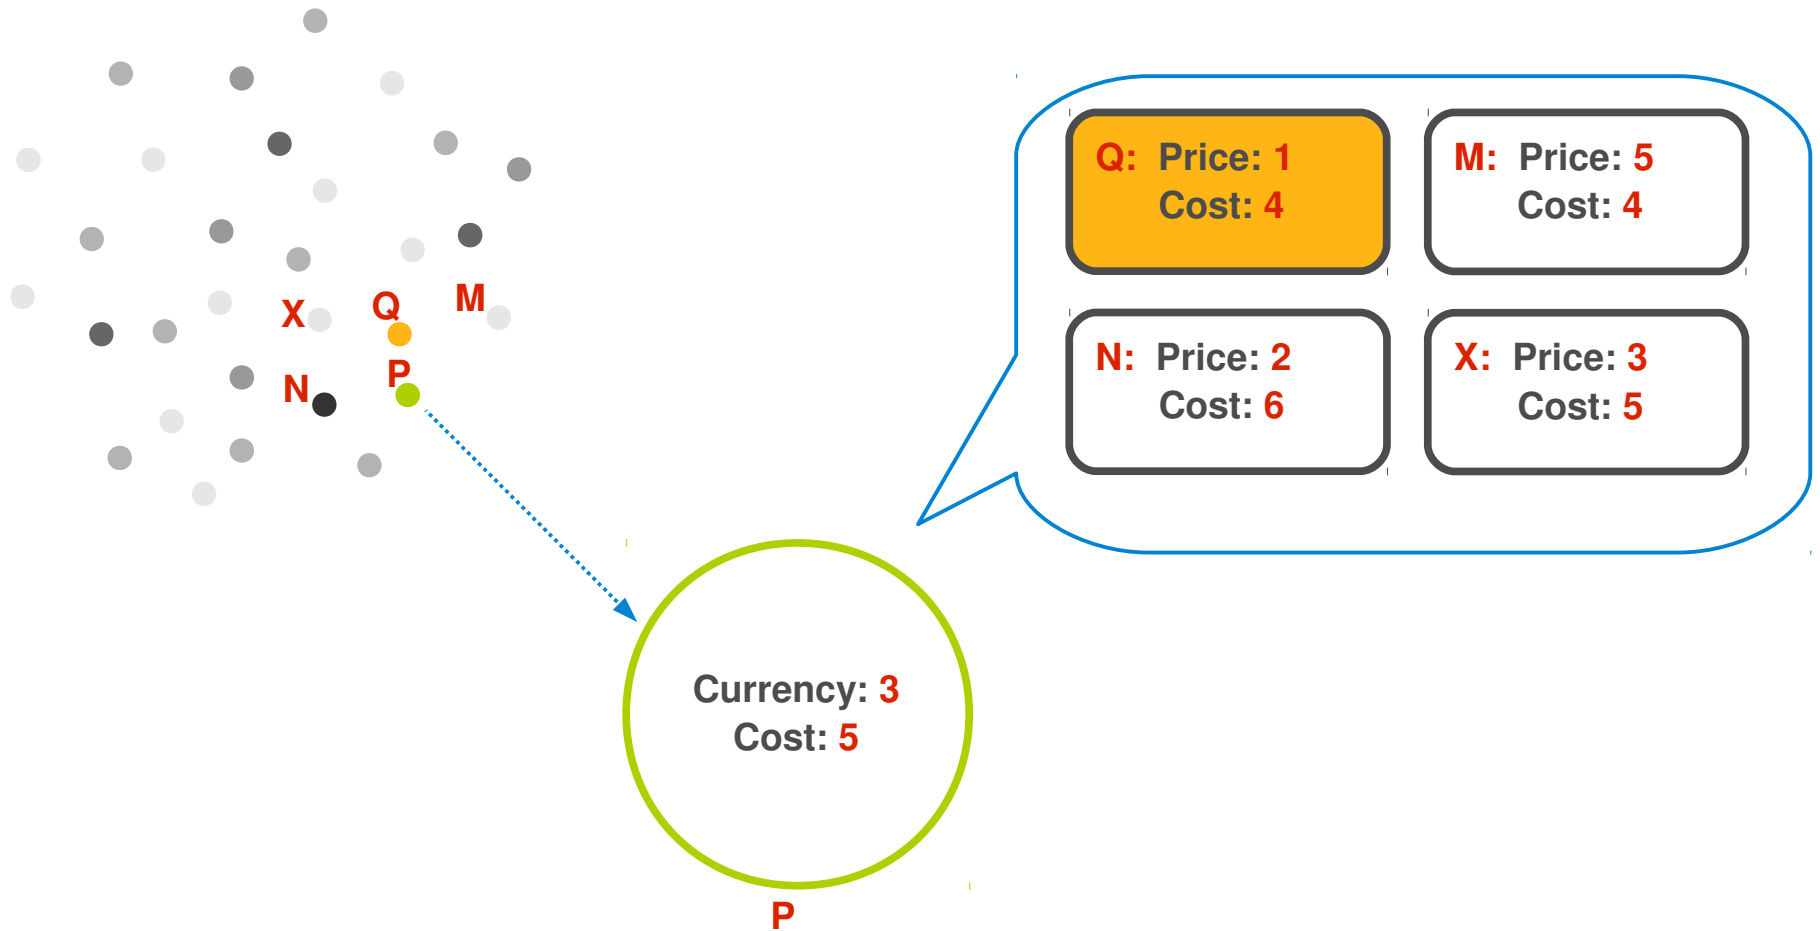 Q: Price: 1
Cost: 4
M: Price: 5
Cost: 4
X
Q
M
N: Price: 2
Cost: 6
X: Price: 3
Cost: 5
P
N
Currency: 3
Cost: 5
P